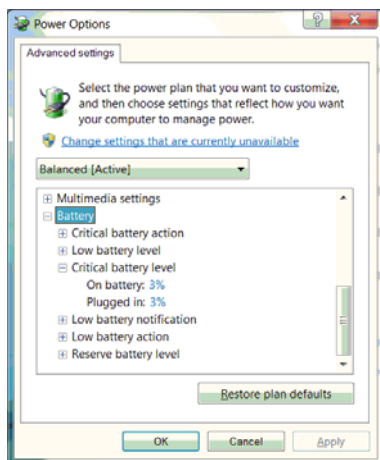 Power Options
Advanced settings
Select the power plan that you want to customize,
and then choose settings that reflect how you want
your computer to manage power.
Change settings that are currently unavailable
Balanced [Active]
Multimedia settings
Battery
Critical battery action
Low battery level
Critical battery level
On battery: 3%
Plugged in: 3%
Low battery notification
Low battery action
Reserve battery level
Restore plan defaults
OK Cancel Apply